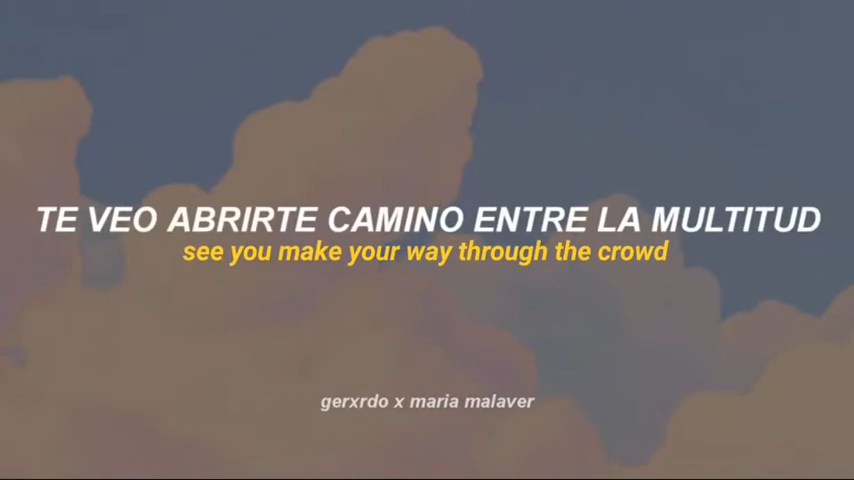 TE VEO ABRIRTE CAMINO ENTRE LA MULTITUD
see you make your way through the crowd
gerxrdo x maria malaver